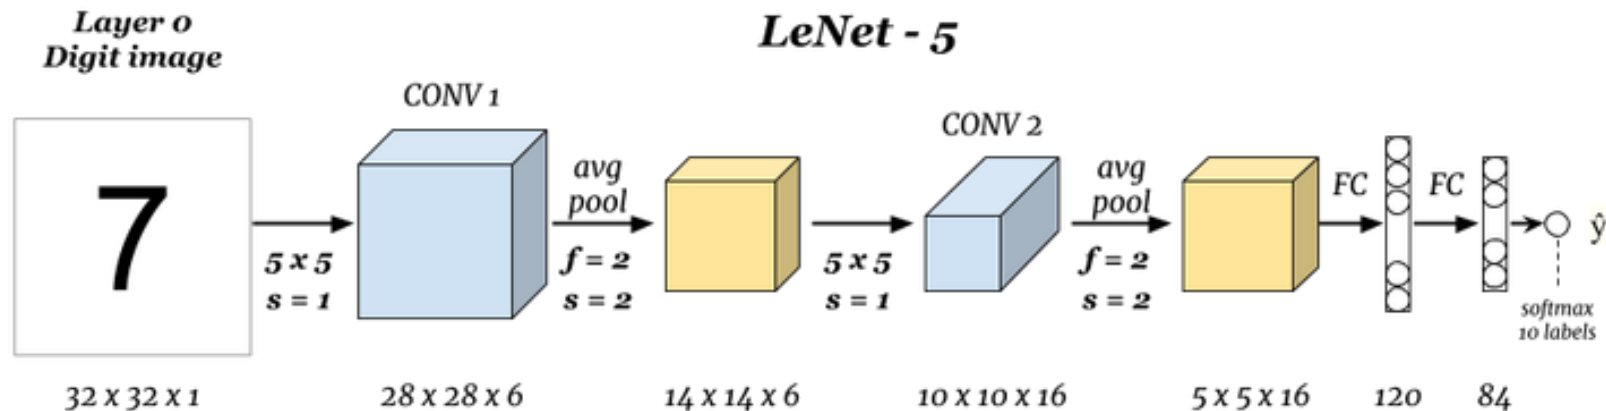 Layer 0
Digit image
LeNet - 5
7
CONV 1
CONV 2
avg
pool
avg
pool
FC
FC
5 x 5
s = 1
f = 2
s = 2
5 x 5
s = 1
f = 2
s = 2
ŷ
softmax
10 labels
32 x 32 x 1
28 x 28 x 6
14 x 14 x 6
10 x 10 x 16
5 x 5 x 16
120
84